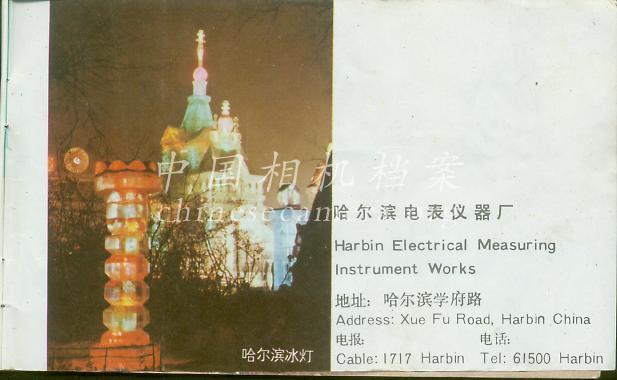 中国相机档案
哈尔滨电表仪器厂
Harbin Electrical Measuring
Instrument Works
地址: 哈尔滨学府路
Address: Xue Fu Road, Harbin China
电报: 电话:
Cable: 1717 Harbin Tel: 61500 Harbin
哈尔滨冰灯